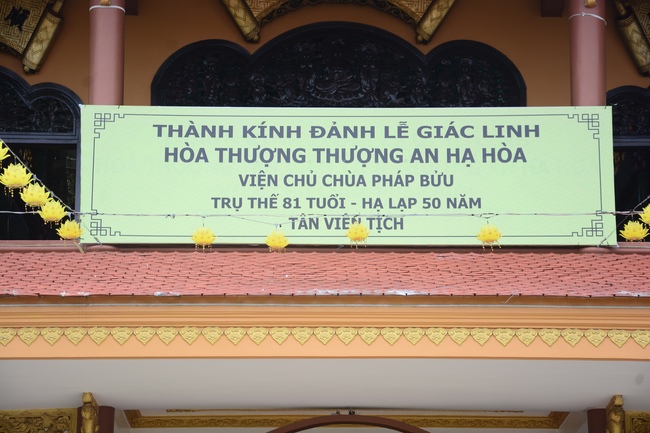 THÀNH KÍNH ĐẢNH LỄ GIÁC LINH
HÒA THƯỢNG THƯỢNG AN HẠ HÒA
VIỆN CHỦ CHÙA PHÁP BỬU
TRỤ THẾ 81 TUỔI - HẠ LẠP 50 NĂM
TÂN VIÊN TỊCH